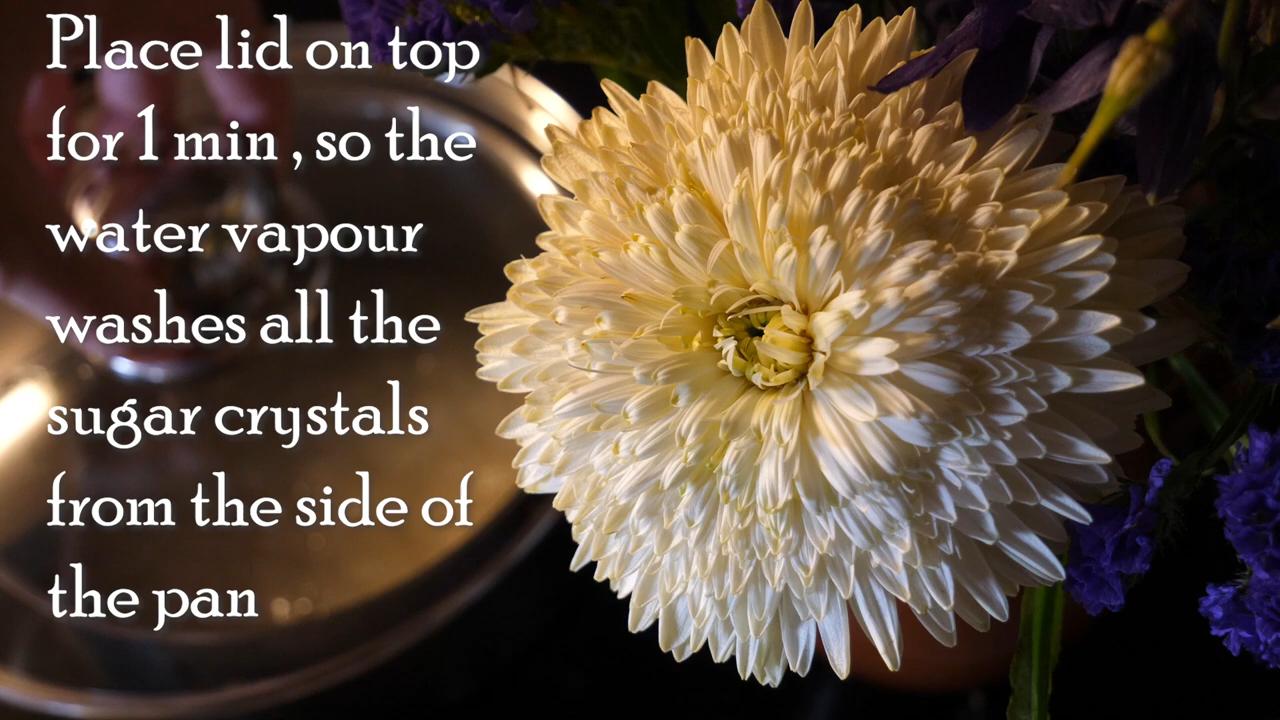 Place lid on top
for 1 min , so the
water vapour
washes all the
sugar crystals
from the side of
the pan